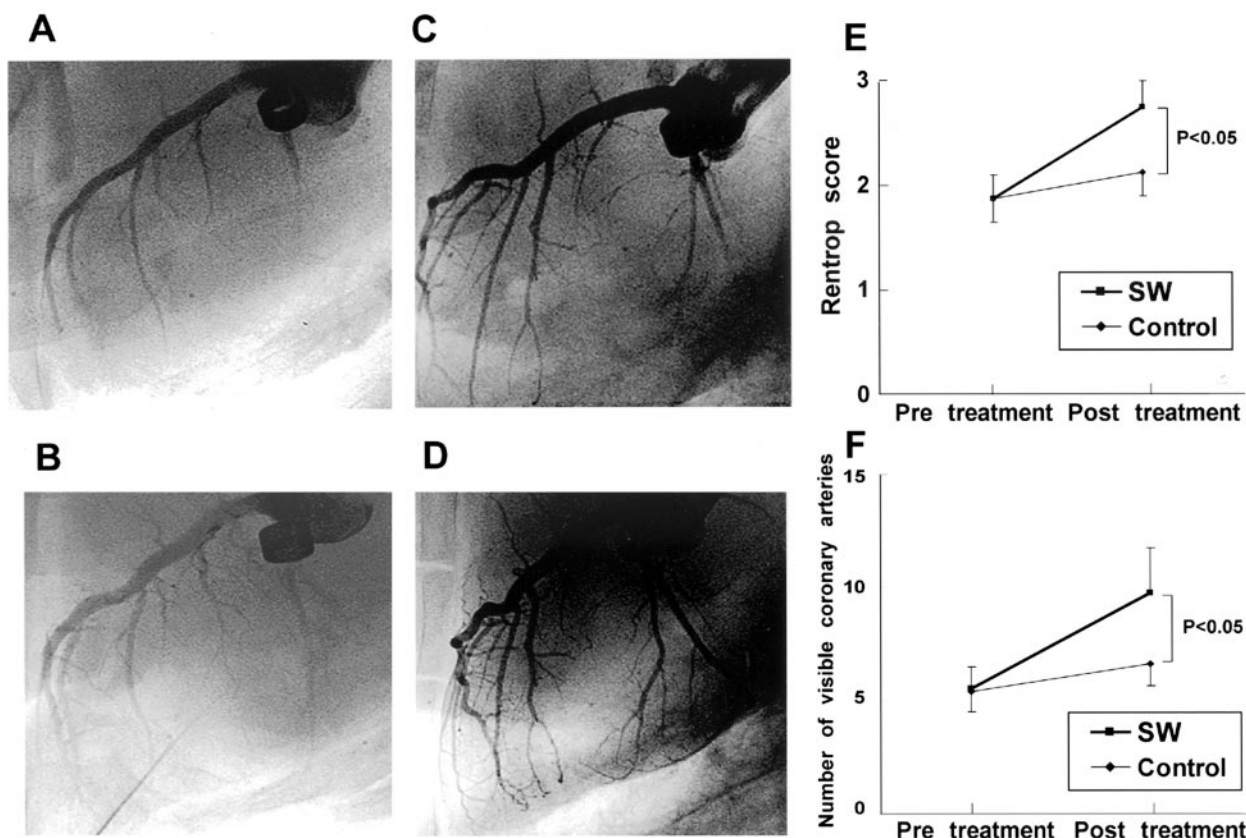 A
C
E
3
2
1
0
Rentrop score
P<0.05
SW
Control
Pre treatment Post treatment
B
D
F
15
10
5
0
Number of visible coronary arteries
P<0.05
SW
Control
Pre treatment Post treatment